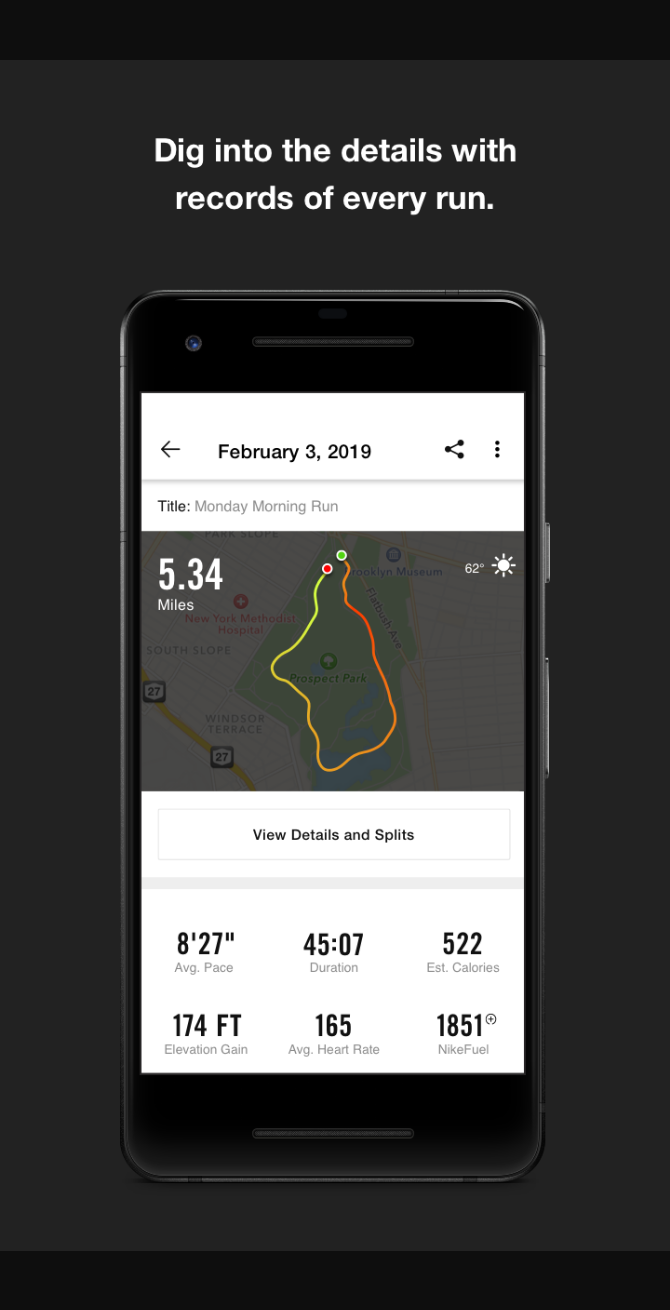 Dig into the details with
records of every run.
February 3, 2019
Title: Monday Morning Run
PARK SLOPE
5.34
Miles
Brooklyn Museum
62°
New York Methodist
Hospital
Flatbush Ave
SOUTH SLOPE
Prospect Park
27
WINDSOR
TERRACE
27
View Details and Splits
8'27" 45:07 522
Avg. Pace Duration Est. Calories
174 FT 165 1851
Elevation Gain Avg. Heart Rate NikeFuel